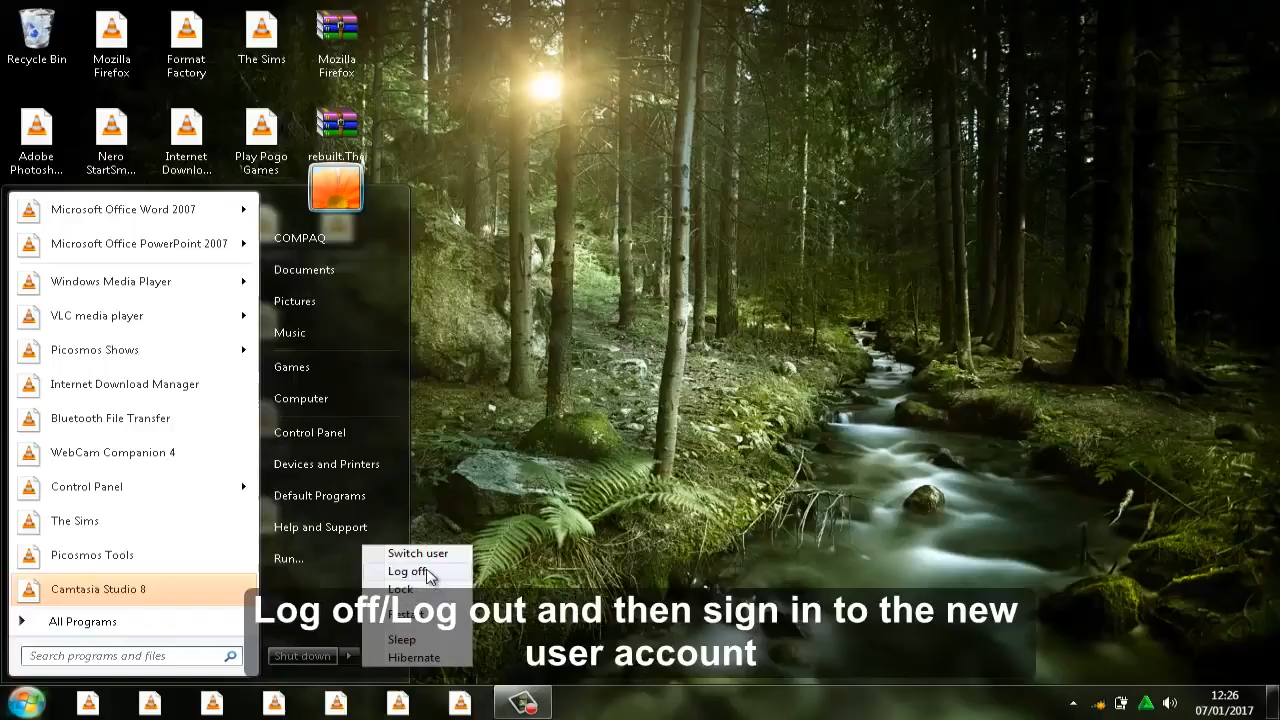 Recycle Bin
Mozilla
Firefox
Format
Factory
The Sims
Mozilla
Firefox
Adobe
Photosh...
Nero
StartSm...
Internet
Downlo...
Play Pogo
Games
rebuilt.The
Microsoft Office Word 2007
Microsoft Office PowerPoint 2007
Windows Media Player
VLC media player
Picosmos Shows
Internet Download Manager
Bluetooth File Transfer
WebCam Companion 4
Control Panel
The Sims
Picosmos Tools
Camtasia Studio 8
All Programs
Search programs and files
COMPAQ
Documents
Pictures
Music
Games
Computer
Control Panel
Devices and Printers
Default Programs
Help and Support
Run...
Shut down
Switch user
Log off
Lock
Restart
Sleep
Hibernate
Log off/Log out and then sign in to the new
user account
12:26
07/01/2017